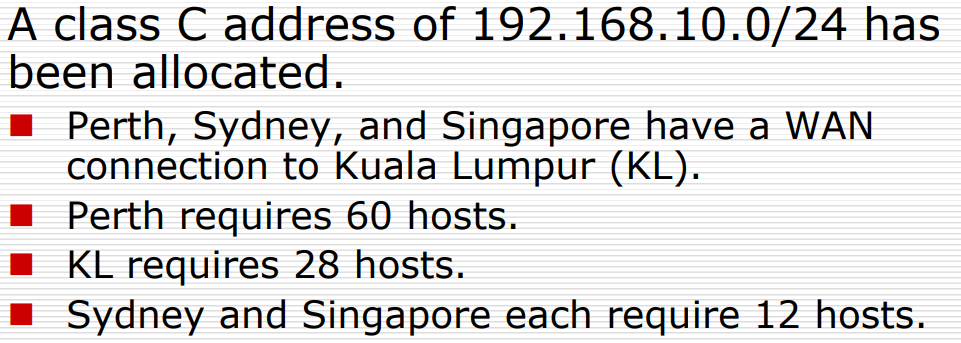 A class C address of 192.168.10.0/24 has
been allocated.
Perth, Sydney, and Singapore have a WAN
connection to Kuala Lumpur (KL).
Perth requires 60 hosts.
KL requires 28 hosts.
Sydney and Singapore each require 12 hosts.